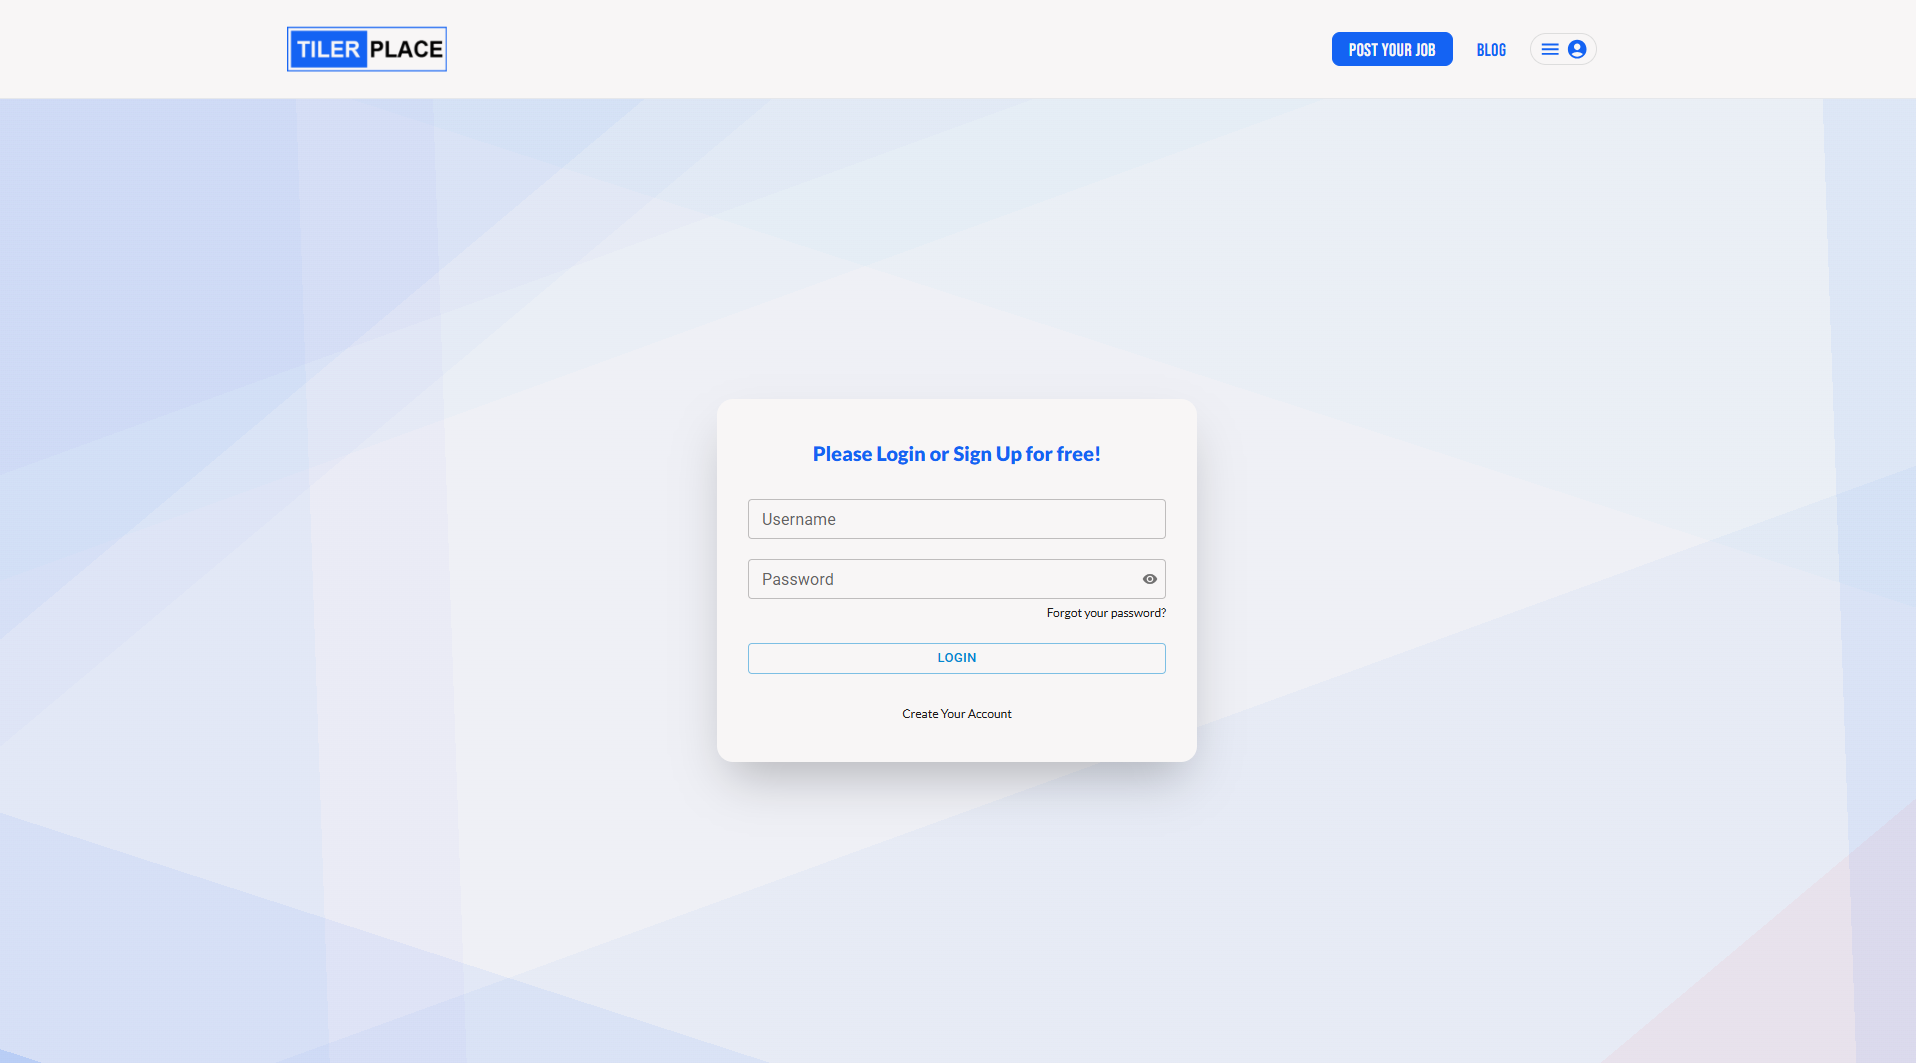 TILER PLACE
POST YOUR JOB
BLOG
Please Login or Sign Up for free!
Username
Password
Forgot your password?
LOGIN
Create Your Account